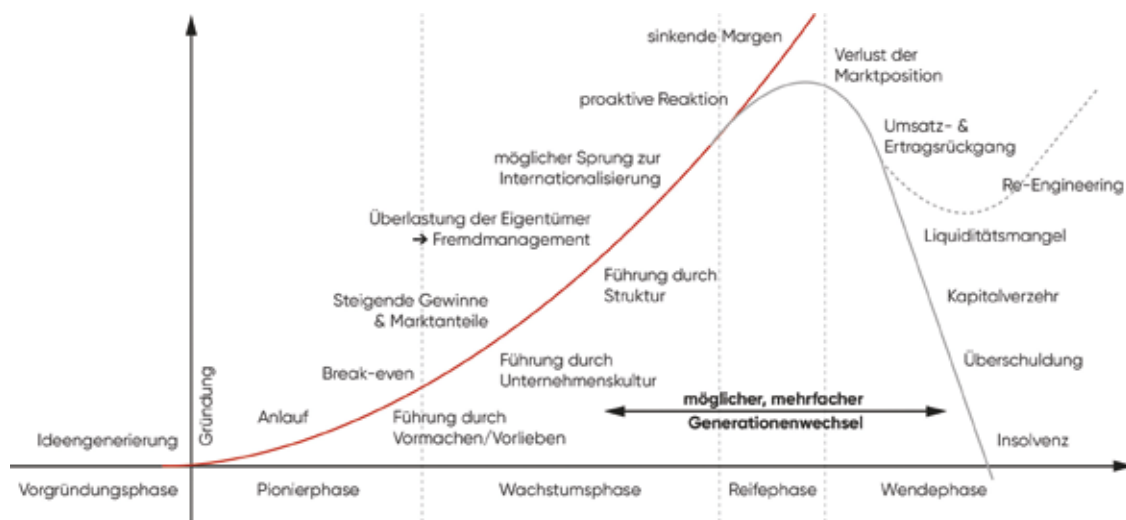 sinkende Margen
Verlust der
Marktposition
proaktive Reaktion
Umsatz- &
Ertragsrückgang
möglicher Sprung zur
Internationalisierung
Re-Engineering
Überlastung der Eigentümer
➔ Fremdmanagement
Liquiditätsmangel
Führung durch
Struktur
Steigende Gewinne
& Marktanteile
Kapitalverzehr
Break-even
Führung durch
Unternehmenskultur
Überschuldung
möglicher, mehrfacher
Generationenwechsel
Anlauf
Führung durch
Vormachen/Vorlieben
Gründung
Ideengenerierung
Insolvenz
Vorgründungsphase
Pionierphase
Wachstumsphase
Reifephase
Wendephase